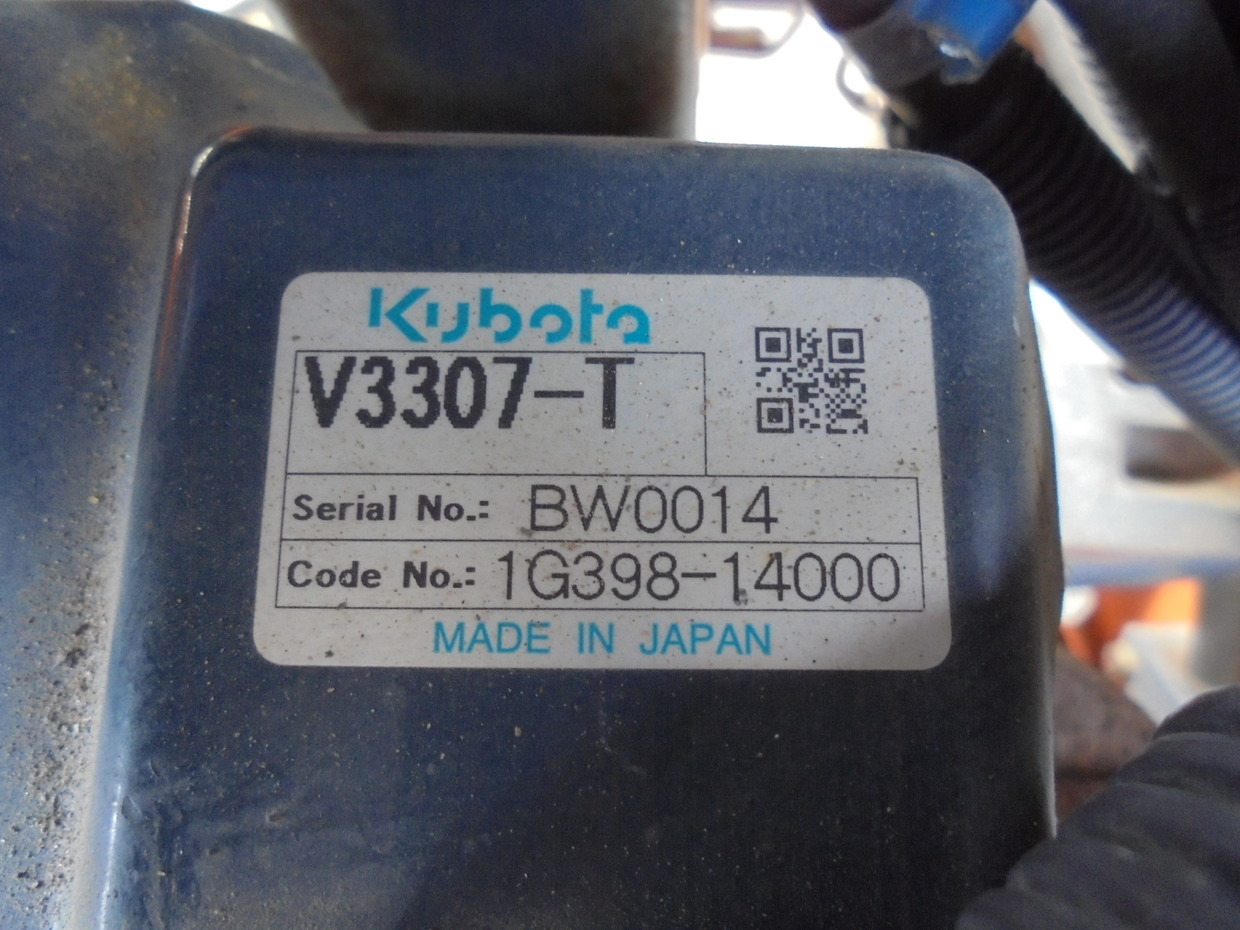 Kubota
V3307-T
Serial No.: BW0014
Code No.: 1G398-14000
MADE IN JAPAN